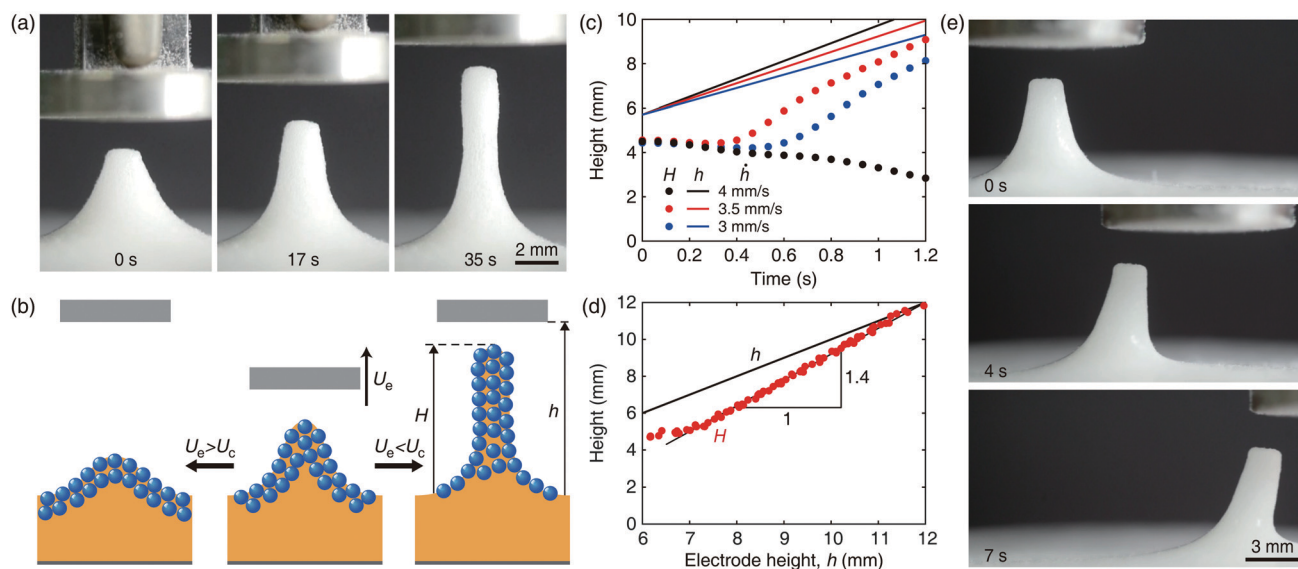 (a)
0 s
17 s
35 s
2 mm
(b)
Ue
Ue>Uc
Ue<Uc
H
h
(c)
Height (mm)
10
8
6
4
2
0
H h ḣ
4 mm/s
3.5 mm/s
3 mm/s
0 0.2 0.4 0.6 0.8 1.0 1.2
Time (s)
(d)
Height (mm)
12
10
8
6
4
2
0
h
H
1.4
1
6 7 8 9 10 11 12
Electrode height, h (mm)
(e)
0 s
4 s
7 s
3 mm